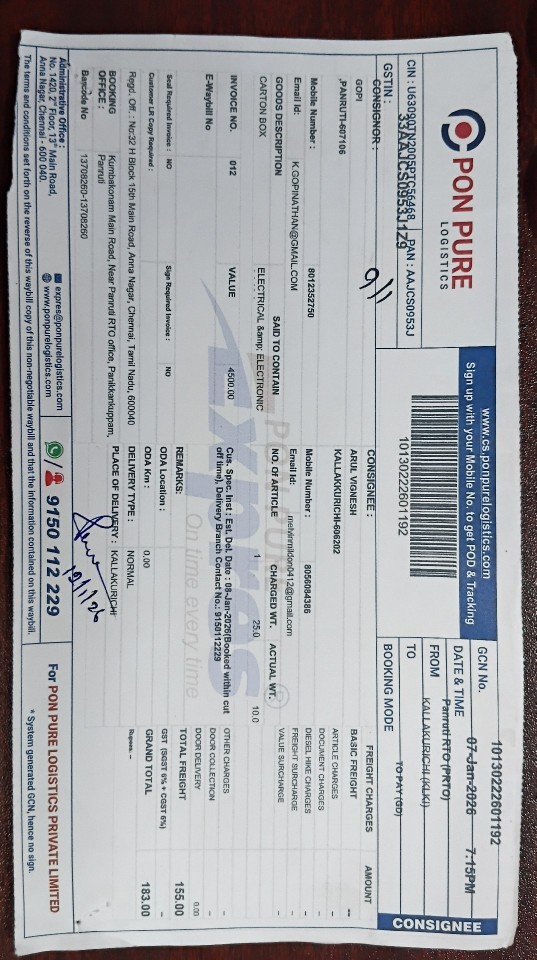 PON PURE
LOGISTICS
CIN : U63090TN2005PTC56468 PAN : AAJCS0953J
GSTIN : 33AAJCS0953J1Z9
www.cs.ponpurelogistics.com
Sign up with your Mobile No. to get POD & Tracking
10130222601192
GCN No. 10130222601192
DATE & TIME 07-Jan-2026 7:15PM
FROM Panruti RTO (PRTO)
TO KALLAKURICHI (KLKI)
BOOKING MODE TO PAY (GD)
CONSIGNEE
CONSIGNOR:
9/1
GOPI
,PANRUTI-607106
Mobile Number : 8012352750
Email Id: K.GOPINATHAN@GMAIL.COM
CONSIGNEE :
ARUL VIGNESH
KALLAKKURICHI-606202
Mobile Number : 8056084386
Email Id: melvinnildon0412@gmail.com
GOODS DESCRIPTION SAID TO CONTAIN NO. OF ARTICLE CHARGED WT. ACTUAL WT.
CARTON BOX ELECTRICAL &amp; ELECTRONIC 1 25.0 10.0
INVOICE NO. 012 VALUE 4500.00
E-Waybill No
Cus. Spec. Inst : Est. Del. Date : 08-Jan-2026(Booked within cut
off time), Delivery Branch Contact No.: 9150112229
REMARKS:
Seal Required Invoice : NO Sign Required Invoice : NO
ODA Location :
Customer LR Copy Required :
ODA Km : 0.00
Regd. Off. : No:32 H Block 15th Main Road, Anna Nagar, Chennai, Tamil Nadu, 600040
DELIVERY TYPE : NORMAL
BOOKING OFFICE : Kumbakonam Main Road, Near Panruti RTO office, Panikkankuppam,
Panruti
PLACE OF DELIVERY : KALLAKURICHI
Barcode No 13708260-13708260
FREIGHT CHARGES AMOUNT
BASIC FREIGHT --
ARTICLE CHARGES
DOCUMENT CHARGES
DIESEL HIKE CHARGES
FREIGHT SURCHARGE
VALUE SURCHARGE
OTHER CHARGES -
DOOR COLLECTION -
DOOR DELIVERY 0.00
TOTAL FREIGHT 155.00
GST (SGST 6% + CGST 6%) -
GRAND TOTAL 183.00
Rupees: -
Pon Pure
Expres®
On time every time
Administrative Office :
No. 1420, 2nd Floor, 13th Main Road,
Anna Nagar, Chennai - 600 040.
expres@ponpurelogistics.com
www.ponpurelogistics.com
/ 9150 112 229
For PON PURE LOGISTICS PRIVATE LIMITED
The terms and conditions set forth on the reverse of this waybill copy of this non-negotiable waybill and that the information contained on this waybill.
* System generated GCN, hence no sign.